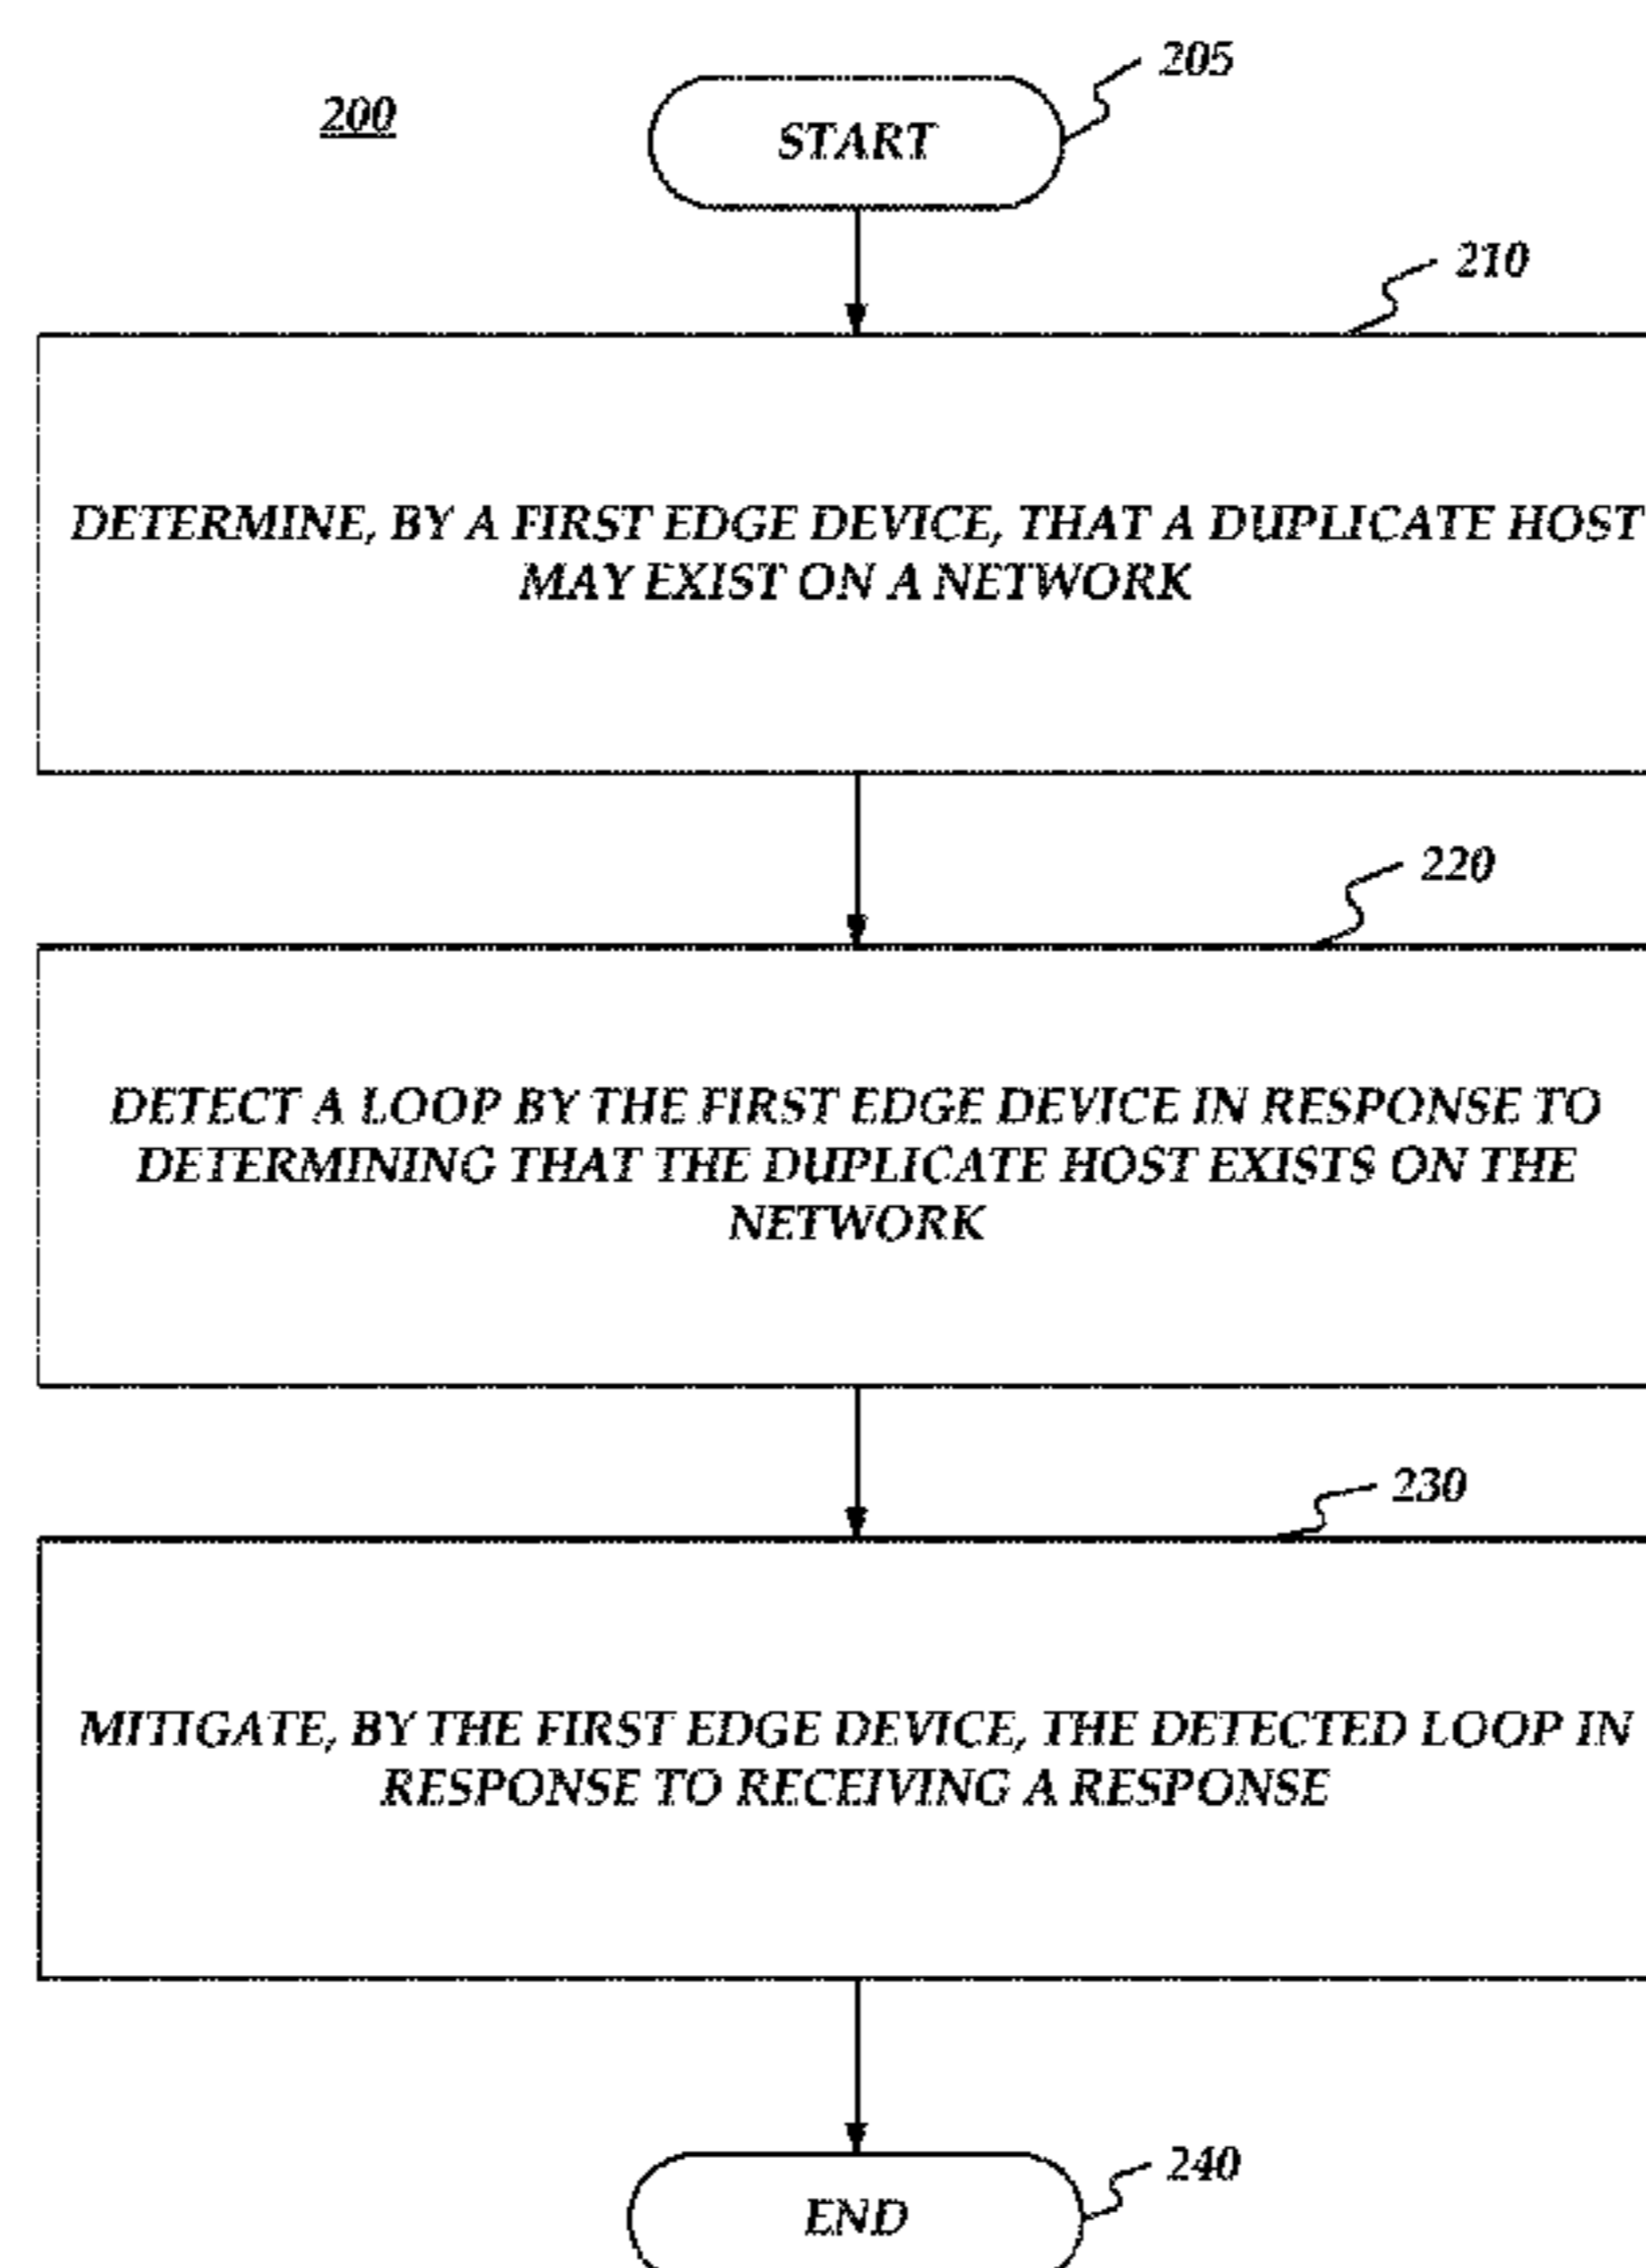 205
200
START
210
DETERMINE, BY A FIRST EDGE DEVICE, THAT A DUPLICATE HOST
MAY EXIST ON A NETWORK
220
DETECT A LOOP BY THE FIRST EDGE DEVICE IN RESPONSE TO
DETERMINING THAT THE DUPLICATE HOST EXISTS ON THE
NETWORK
230
MITIGATE, BY THE FIRST EDGE DEVICE, THE DETECTED LOOP IN
RESPONSE TO RECEIVING A RESPONSE
240
END